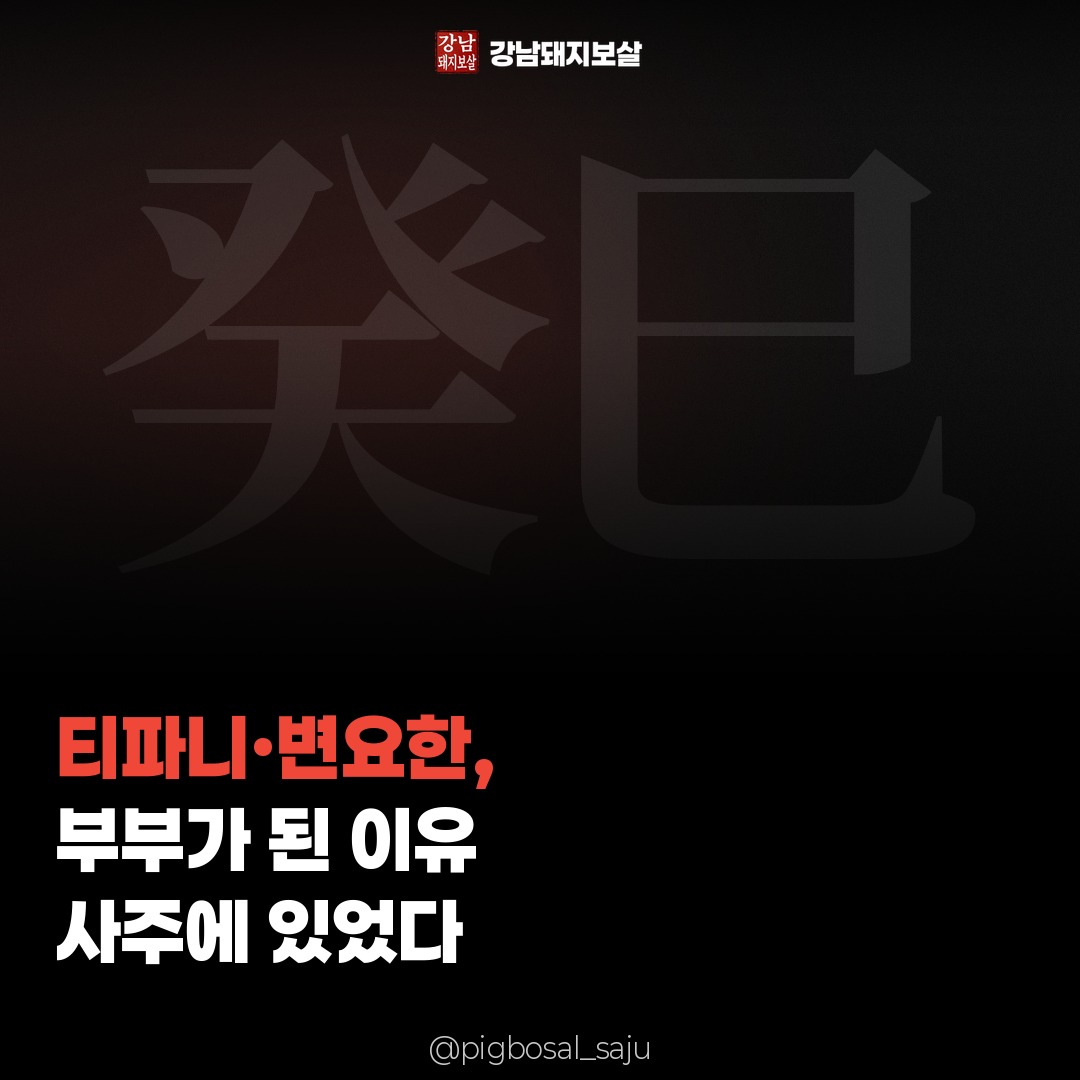 강남
돼지보살
강남돼지보살
癸巳
티파니·변요한,
부부가 된 이유
사주에 있었다
@pigbosal_saju